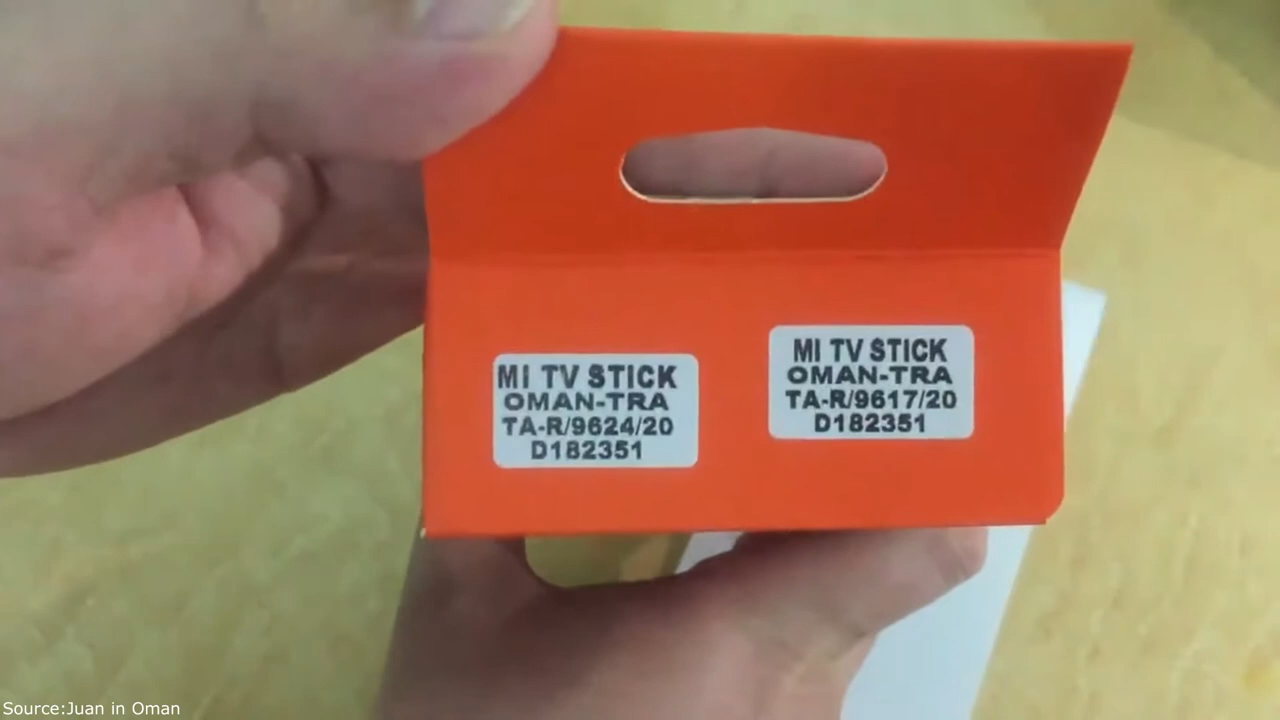 MI TV STICK
OMAN-TRA
TA-R/9624/20
D182351
MI TV STICK
OMAN-TRA
TA-R/9617/20
D182351
Source:Juan in Oman